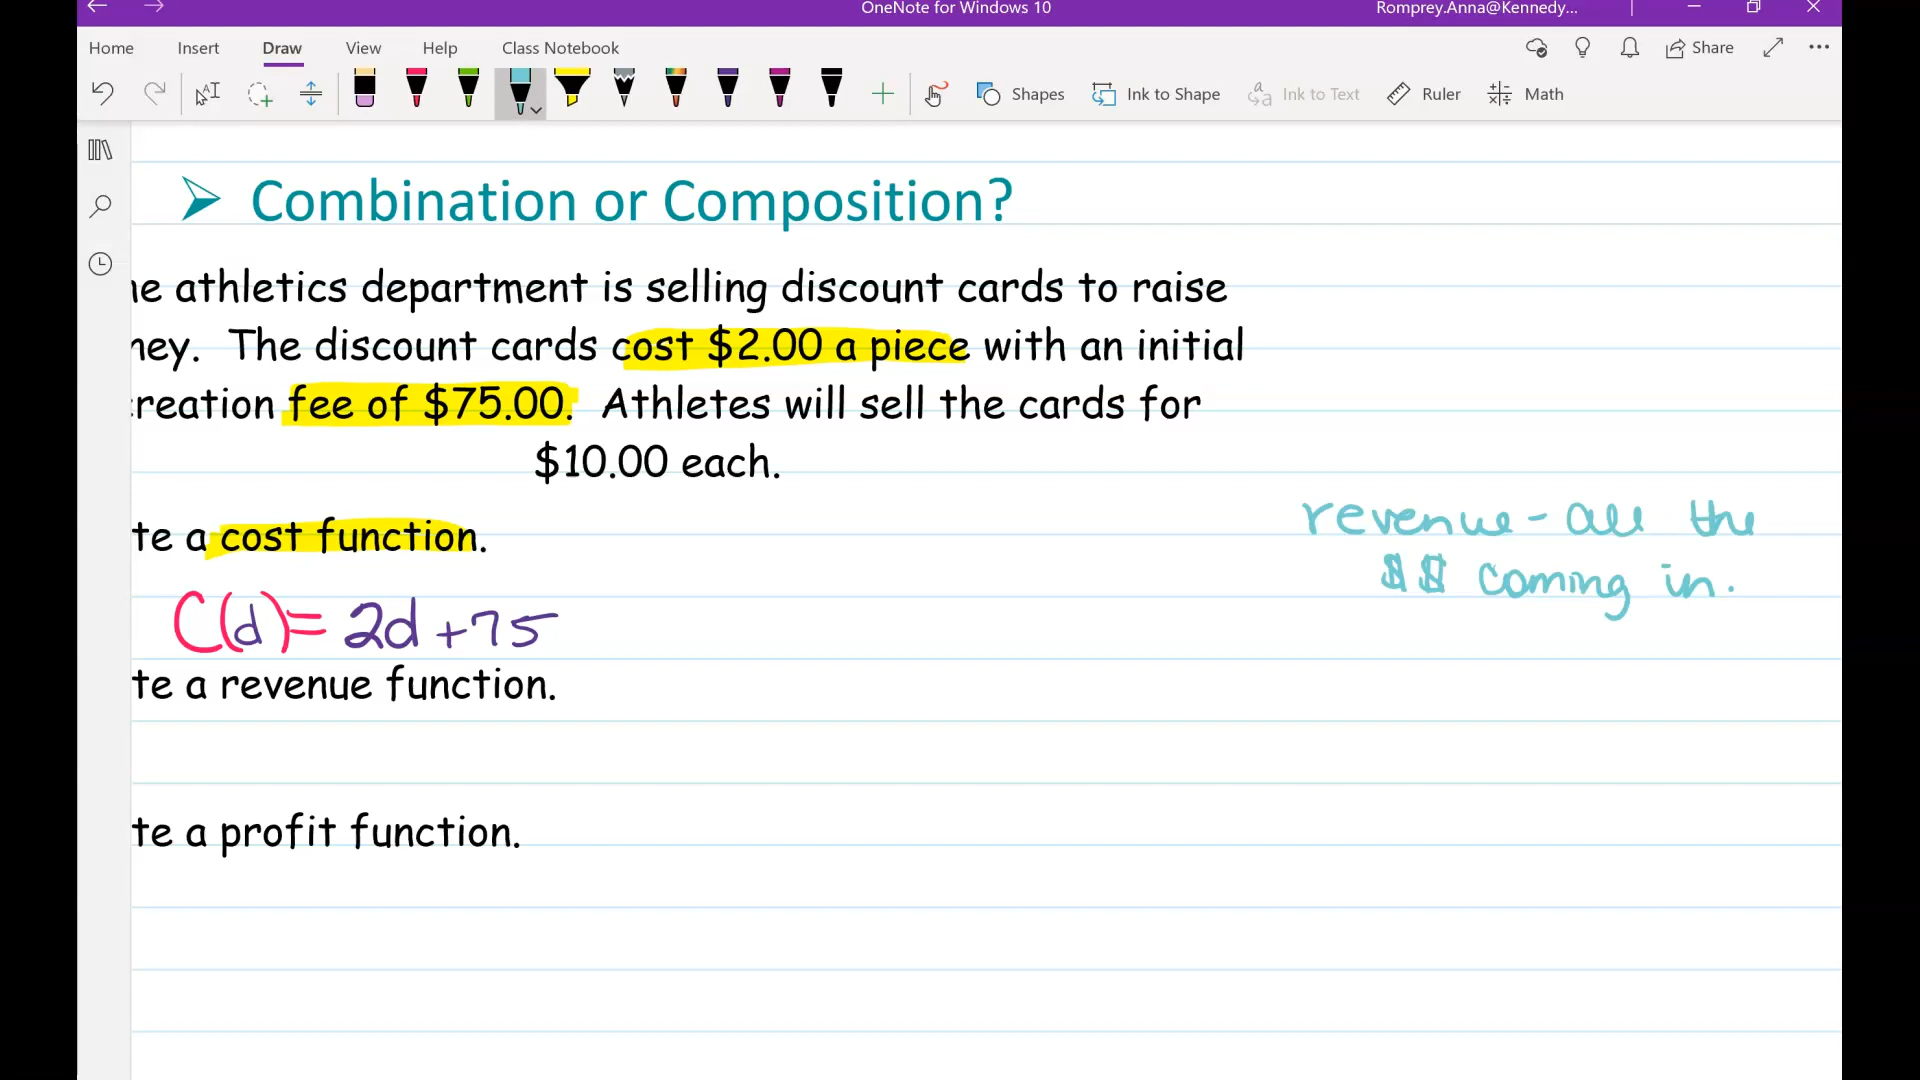 OneNote for Windows 10
Romprey.Anna@Kennedy...
Home Insert Draw View Help Class Notebook
Share
Shapes Ink to Shape Ink to Text Ruler Math
Combination or Composition?
he athletics department is selling discount cards to raise
ney. The discount cards cost $2.00 a piece with an initial
creation fee of $75.00. Athletes will sell the cards for
$10.00 each.
te a cost function.
C(d)= 2d +75
te a revenue function.
te a profit function.
revenue - all the
$$ coming in.